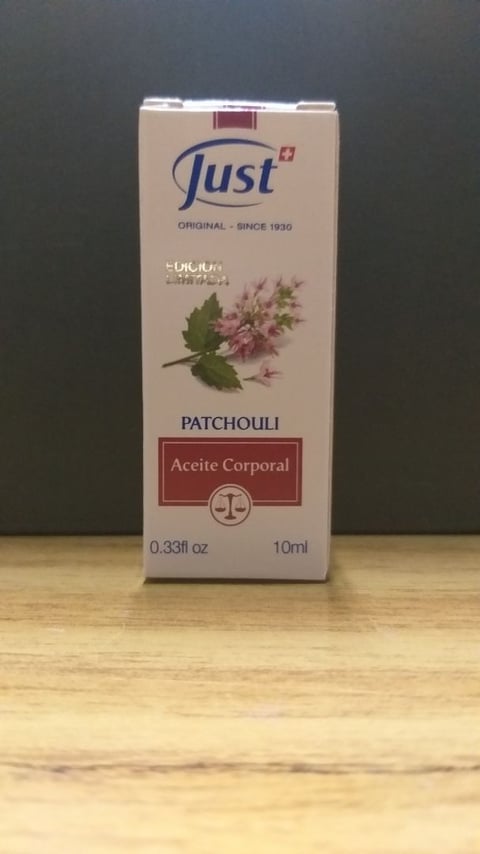 Just
ORIGINAL - SINCE 1930
EDICIÓN
LIMITADA
PATCHOULI
Aceite Corporal
0.33fl oz 10ml